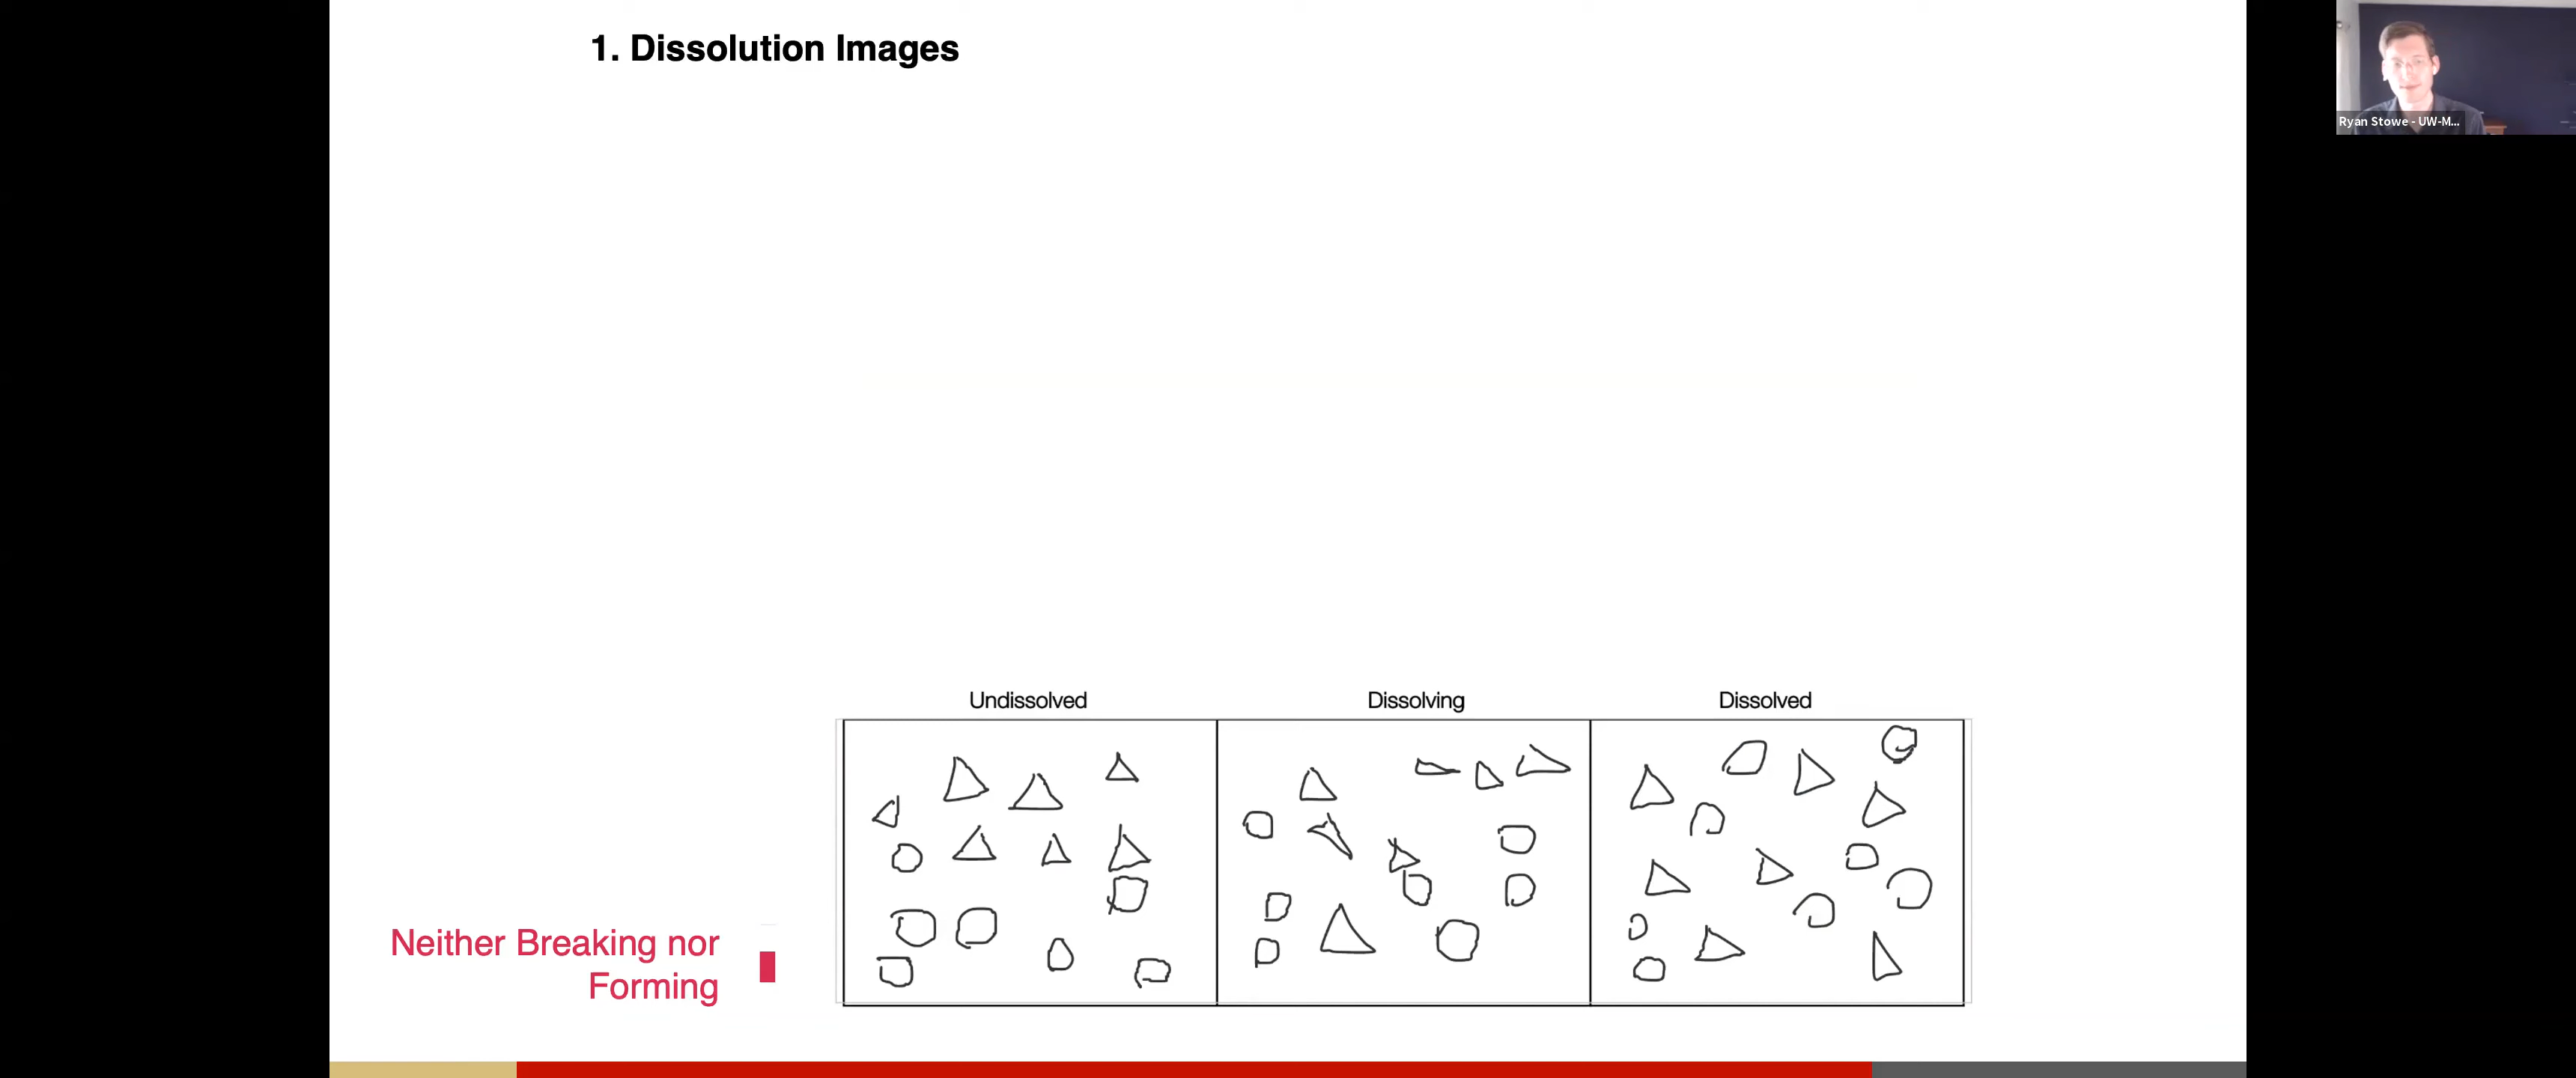 1. Dissolution Images
Ryan Stowe - UW-M...
Undissolved Dissolving Dissolved
Neither Breaking nor
Forming